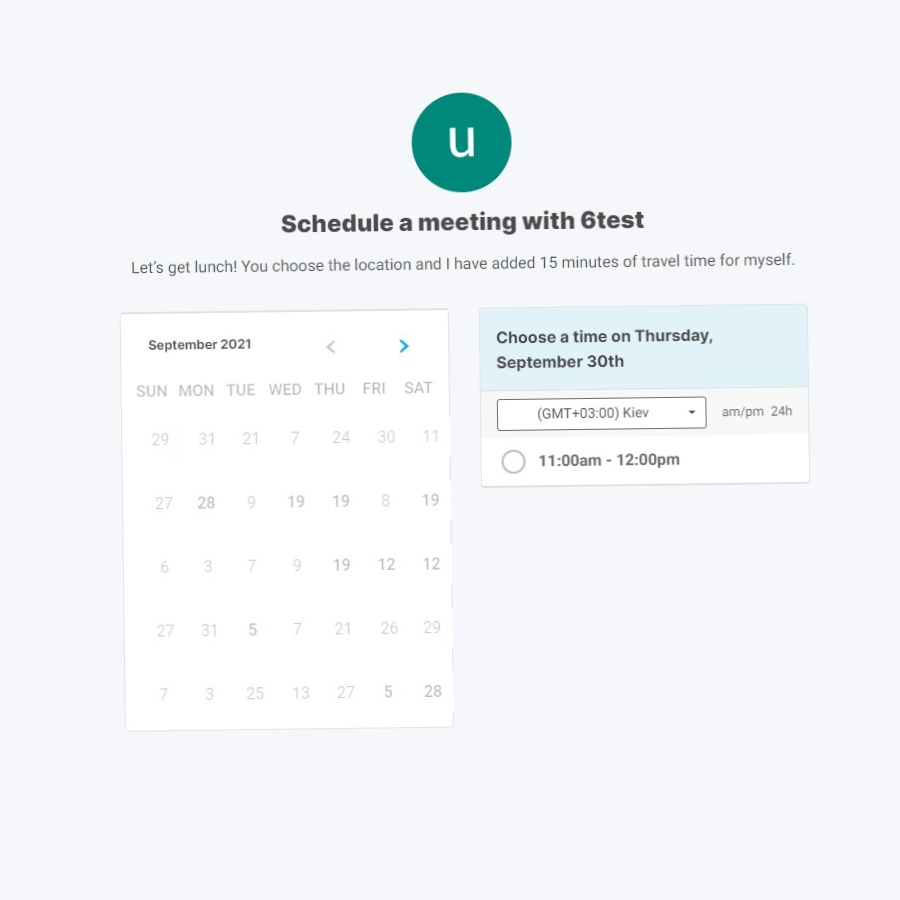 u
Schedule a meeting with 6test
Let's get lunch! You choose the location and I have added 15 minutes of travel time for myself.
September 2021
SUN MON TUE WED THU FRI SAT
29 31 21 7 24 30 11
27 28 9 19 19 8 19
6 3 7 9 19 12 12
27 31 5 7 21 26 29
7 3 25 13 27 5 28
Choose a time on Thursday,
September 30th
(GMT+03:00) Kiev am/pm 24h
11:00am - 12:00pm